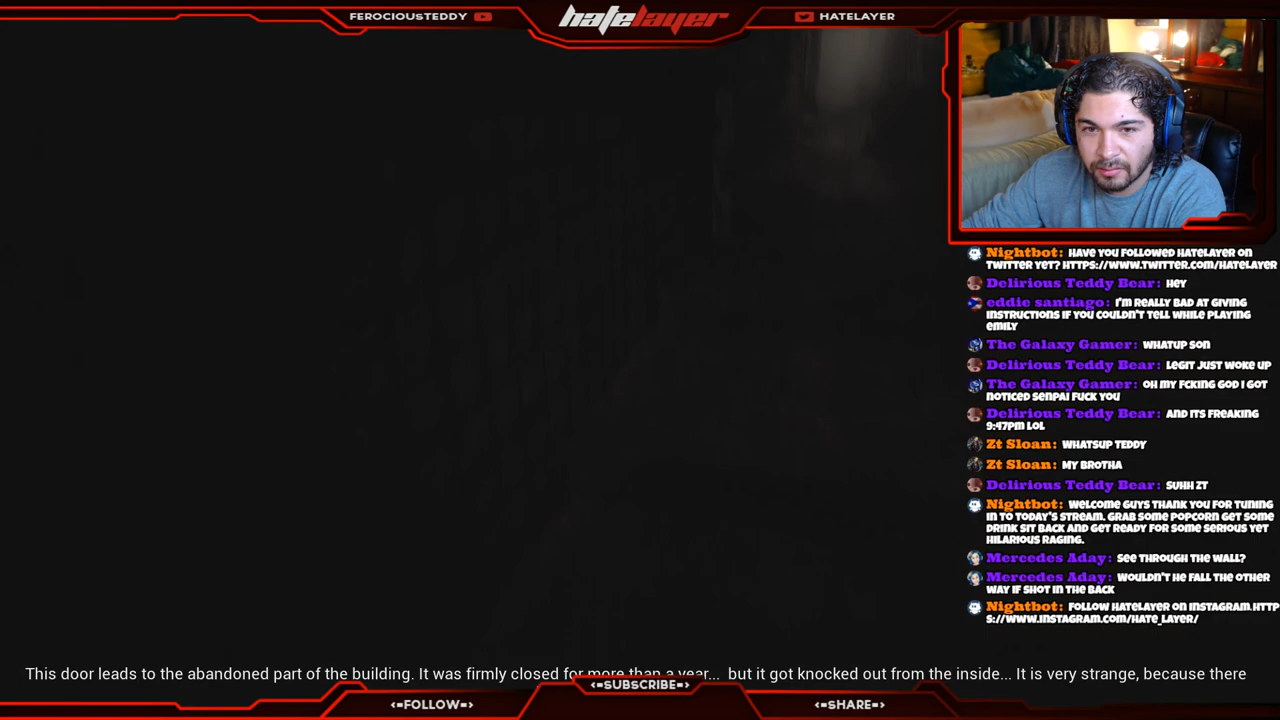 FEROCIOUSTEDDY
hatelayer
HATELAYER
Nightbot: HAVE YOU FOLLOWED HATELAYER ON
TWITTER YET? HTTPS://WWW.TWITTER.COM/HATELAYER
Delirious Teddy Bear: HEY
eddie santiago: I'M REALLY BAD AT GIVING
INSTRUCTIONS IF YOU COULDN'T TELL WHILE PLAYING
EMILY
The Galaxy Gamer: WHATUP SON
Delirious Teddy Bear: LEGIT JUST WOKE UP
The Galaxy Gamer: OH MY FCKING GOD I GOT
NOTICED SENPAI FUCK YOU
Delirious Teddy Bear: AND ITS FREAKING
9:47PM LOL
Zt Sloan: WHATSUP TEDDY
Zt Sloan: MY BROTHA
Delirious Teddy Bear: SUHH ZT
Nightbot: WELCOME GUYS THANK YOU FOR TUNING
IN TO TODAY'S STREAM. GRAB SOME POPCORN GET SOME
DRINK SIT BACK AND GET READY FOR SOME SERIOUS YET
HILARIOUS RAGING.
Mercedes Aday: SEE THROUGH THE WALL?
Mercedes Aday: WOULDN'T HE FALL THE OTHER
WAY IF SHOT IN THE BACK
Nightbot: FOLLOW HATELAYER ON INSTAGRAM.HTTP
S://WWW.INSTAGRAM.COM/HATE_LAYER/
This door leads to the abandoned part of the building. It was firmly closed for more than a year... but it got knocked out from the inside... It is very strange, because there
<=SUBSCRIBE=>
<=FOLLOW=>
<=SHARE=>